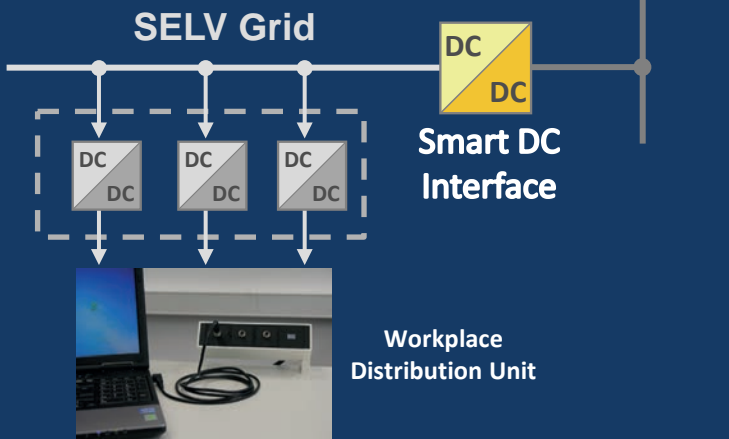 SELV Grid
DC
DC
Smart DC
Interface
DC
DC
DC
DC
DC
DC
Workplace
Distribution Unit